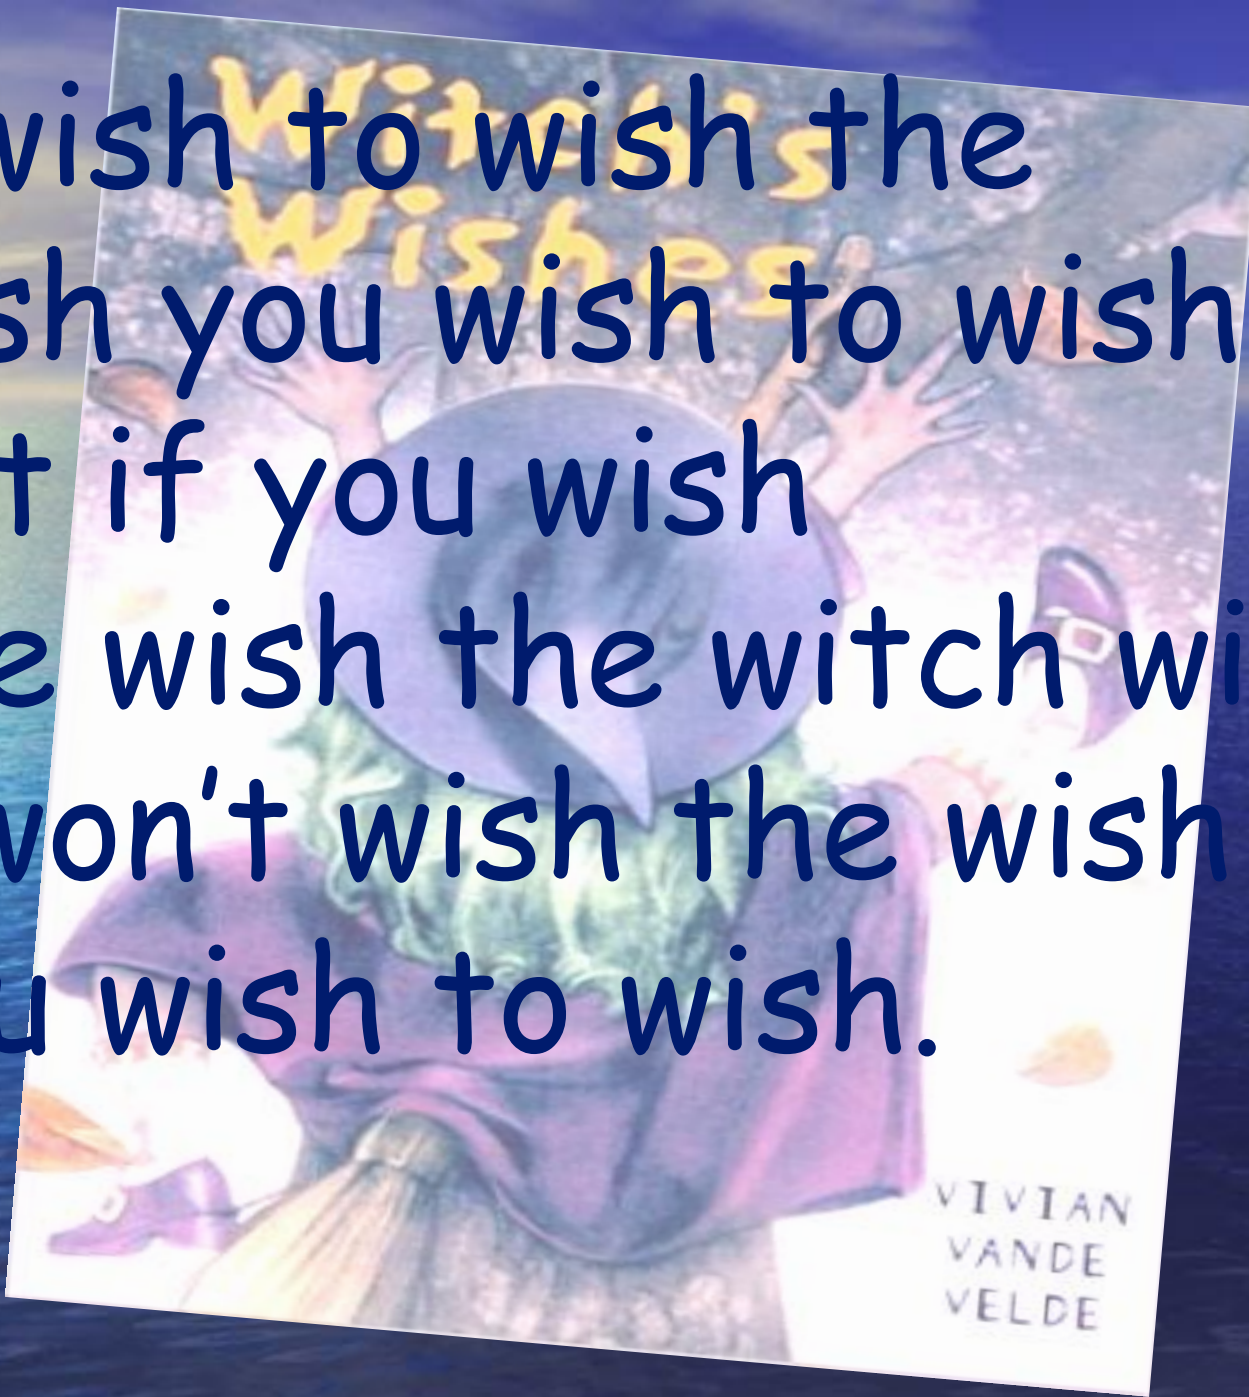 wish to wish the
sh you wish to wish
t if you wish
e wish the witch wi
won’t wish the wish
u wish to wish.
Witch's
Wishes
VIVIAN
VANDE
VELDE